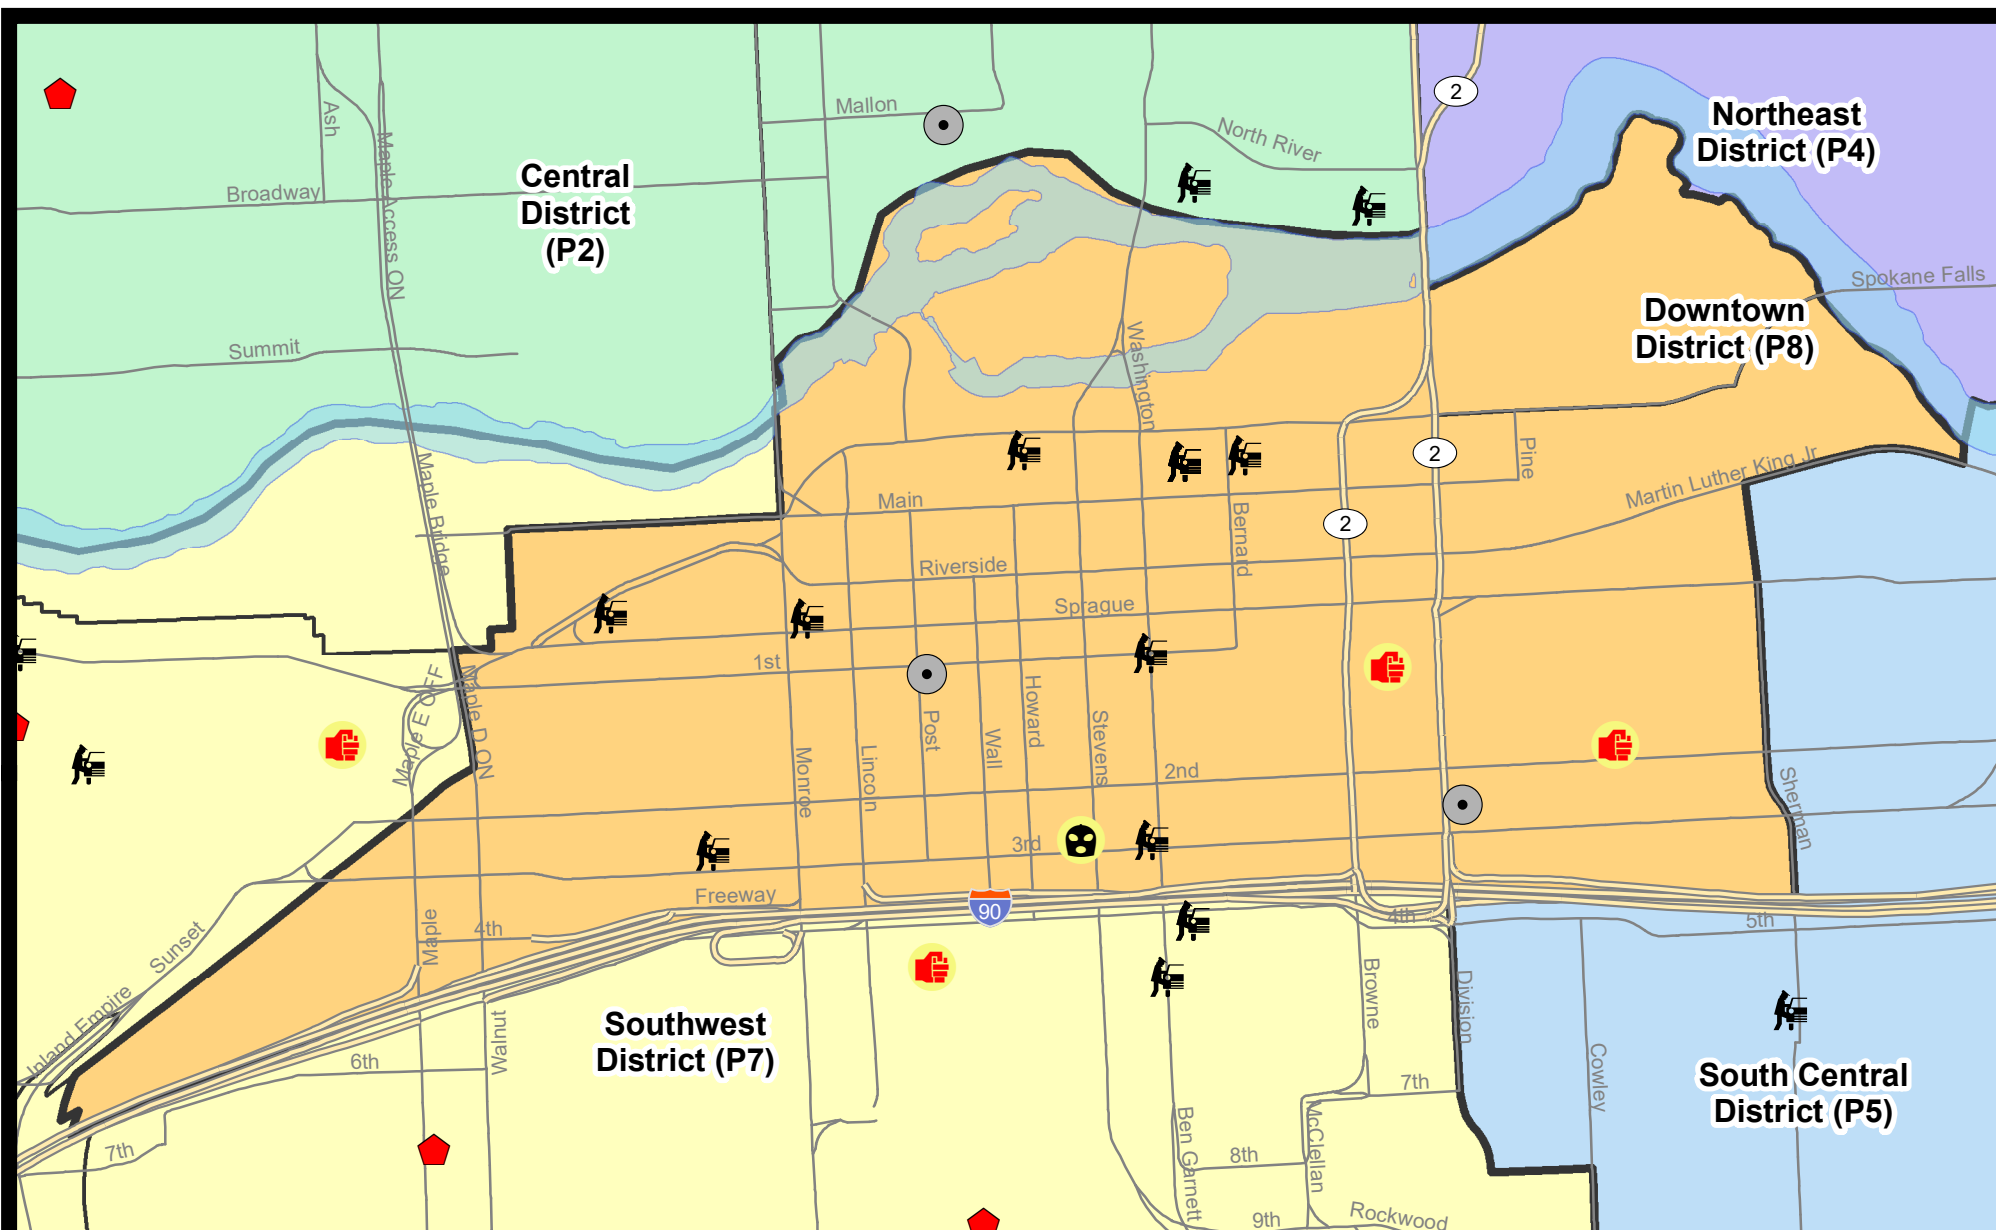 2
Northeast
District (P4)
Mallon
Ash
North River
Maple Access ON
Central
District
(P2)
Broadway
Spokane Falls
Downtown
District (P8)
Summit
Washington
2
Pine
Maple Bridge
Martin Luther King Jr
Main
Bernard
2
Riverside
Sprague
1st
Maple E OFF
Maple D ON
Post
Howard
Stevens
Wall
Monroe
Lincoln
2nd
Sherman
3rd
Freeway
90
4th
5th
Maple
4th
Sunset
Browne
Division
Inland Empire
Southwest
District (P7)
Walnut
6th
Cowley
South Central
District (P5)
7th
McClellan
Ben Garnett
7th
8th
9th
Rockwood